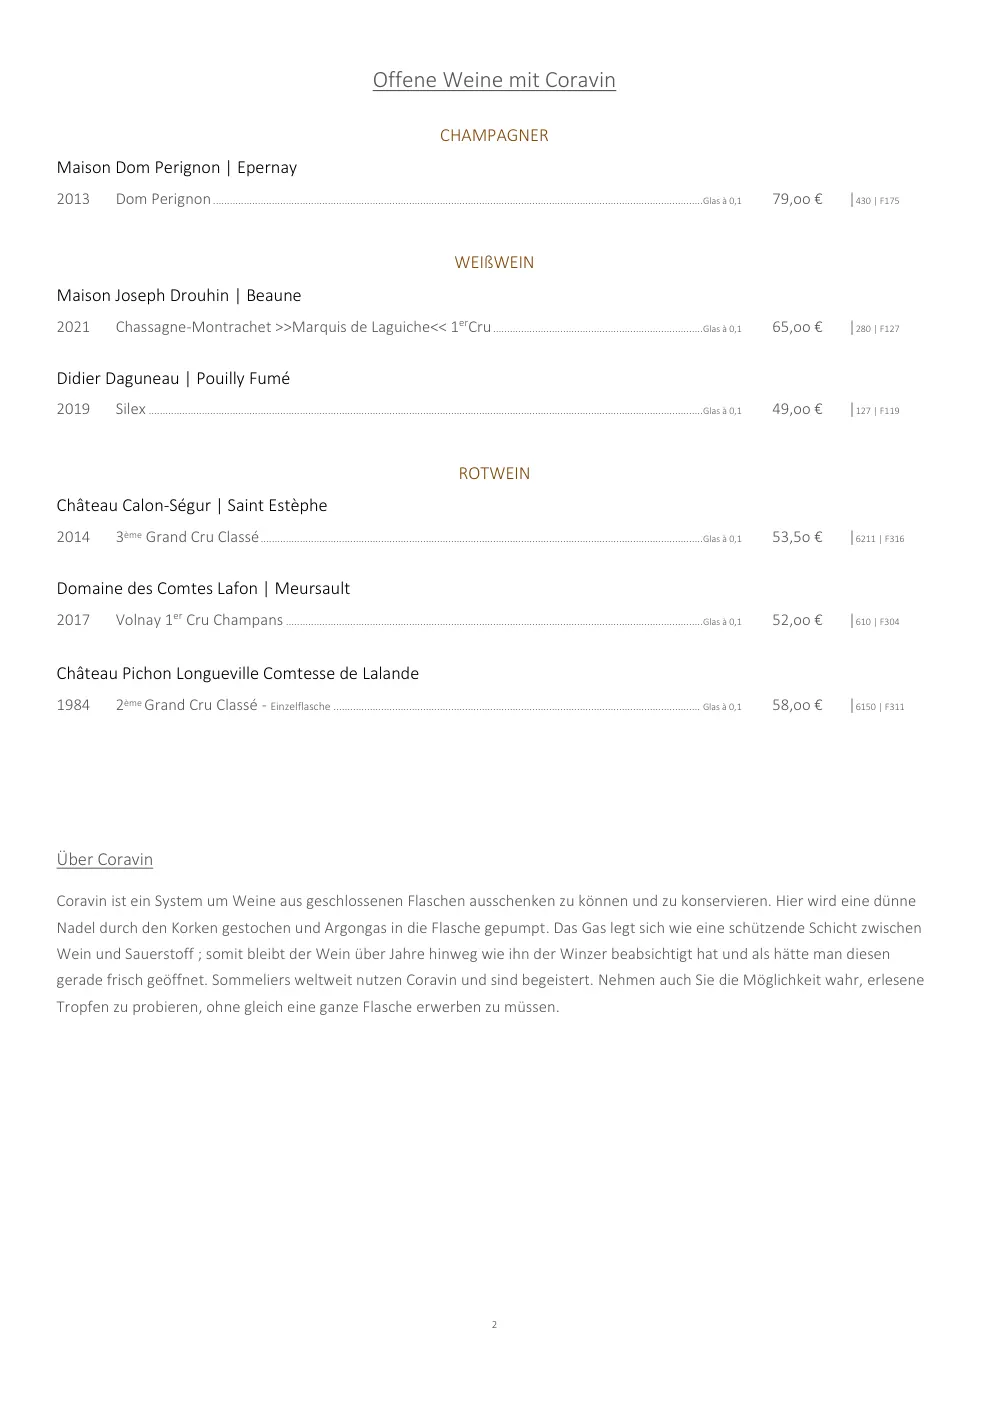 Offene Weine mit Coravin
CHAMPAGNER
Maison Dom Perignon | Epernay
2013 Dom Perignon Glas à 0,1 79,oo € | 430 | F175
WEIßWEIN
Maison Joseph Drouhin | Beaune
2021 Chassagne-Montrachet >>Marquis de Laguiche<< 1erCru Glas à 0,1 65,oo € | 280 | F127
Didier Daguneau | Pouilly Fumé
2019 Silex Glas à 0,1 49,oo € | 127 | F119
ROTWEIN
Château Calon-Ségur | Saint Estèphe
2014 3ème Grand Cru Classé Glas à 0,1 53,5o € | 6211 | F316
Domaine des Comtes Lafon | Meursault
2017 Volnay 1er Cru Champans Glas à 0,1 52,oo € | 610 | F304
Château Pichon Longueville Comtesse de Lalande
1984 2ème Grand Cru Classé - Einzelflasche Glas à 0,1 58,oo € | 6150 | F311
Über Coravin
Coravin ist ein System um Weine aus geschlossenen Flaschen ausschenken zu können und zu konservieren. Hier wird eine dünne
Nadel durch den Korken gestochen und Argongas in die Flasche gepumpt. Das Gas legt sich wie eine schützende Schicht zwischen
Wein und Sauerstoff ; somit bleibt der Wein über Jahre hinweg wie ihn der Winzer beabsichtigt hat und als hätte man diesen
gerade frisch geöffnet. Sommeliers weltweit nutzen Coravin und sind begeistert. Nehmen auch Sie die Möglichkeit wahr, erlesene
Tropfen zu probieren, ohne gleich eine ganze Flasche erwerben zu müssen.
2